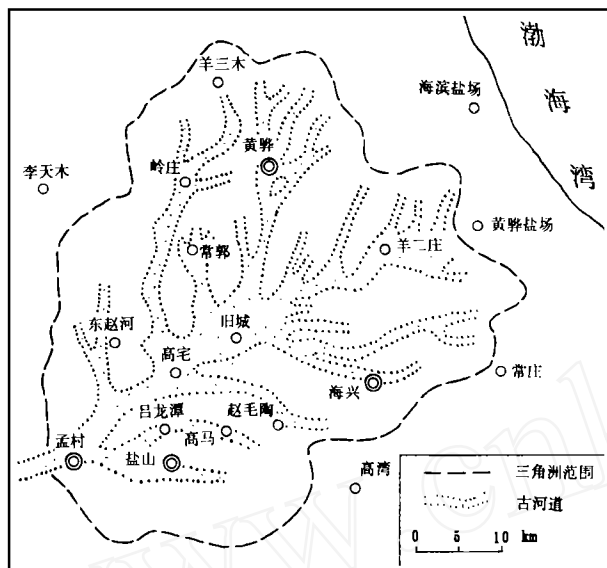 渤
海
湾
羊三木
海滨盐场
黄骅
李天木
岭庄
黄骅盐场
常郭
羊二庄
东赵河
旧城
高宅
海兴
常庄
吕龙潭
赵毛陶
孟村
高马
盐山
高湾
三角洲范围
古河道
0 5 10 km
www cnk